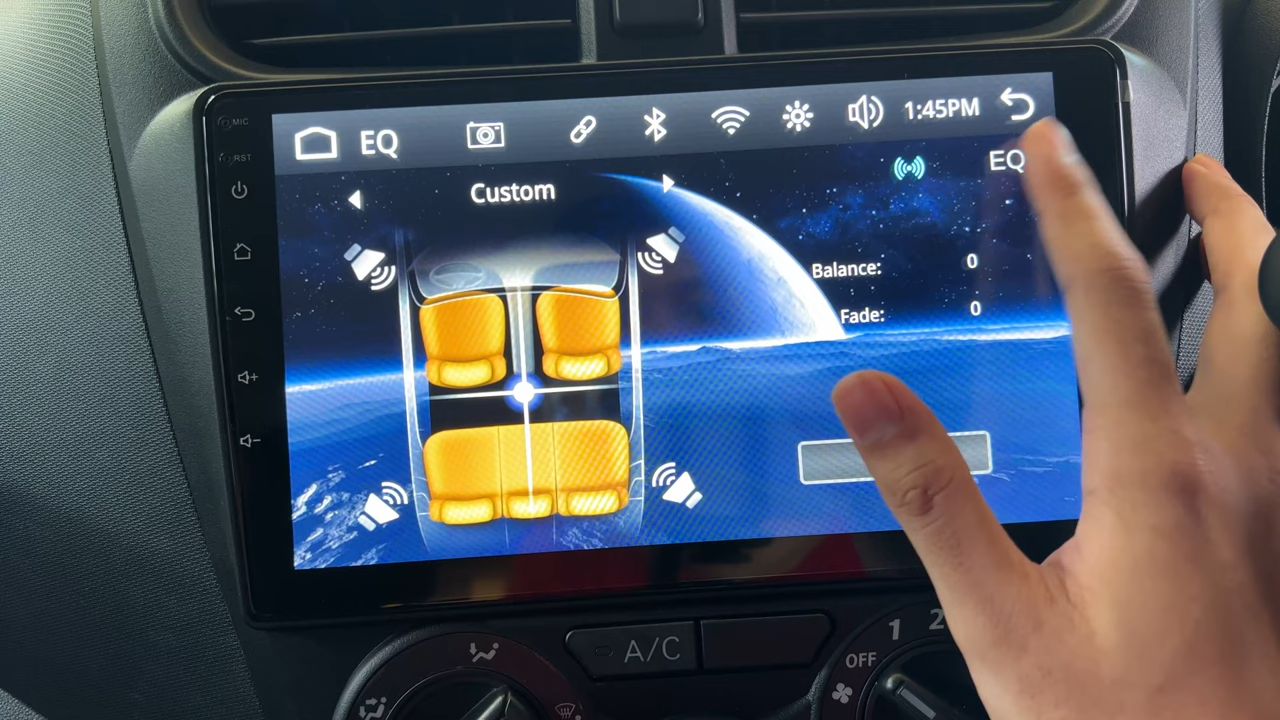 MIC
RST
EQ
1:45PM
Custom
EQ
Balance: 0
Fade: 0
A/C
OFF
1
2